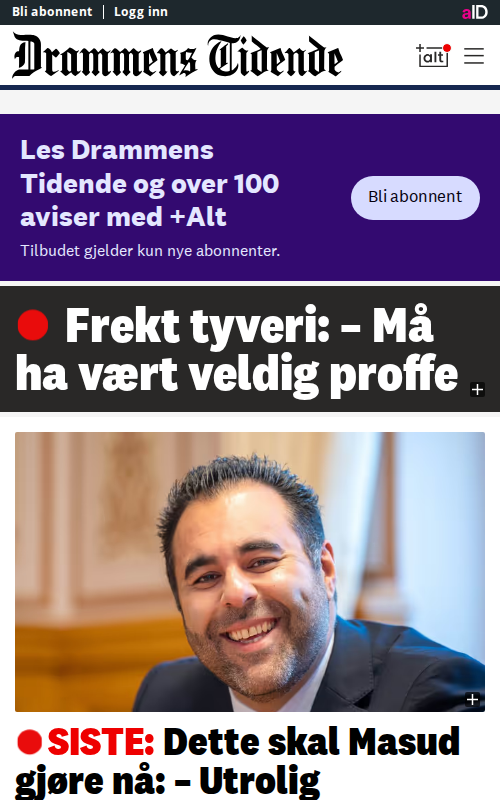 Bli abonnent | Logg inn
aID
Drammens Tidende
+alt
Les Drammens
Tidende og over 100
aviser med +Alt
Bli abonnent
Tilbudet gjelder kun nye abonnenter.
Frekt tyveri: – Må
ha vært veldig proffe
+
+
SISTE: Dette skal Masud
gjøre nå: – Utrolig